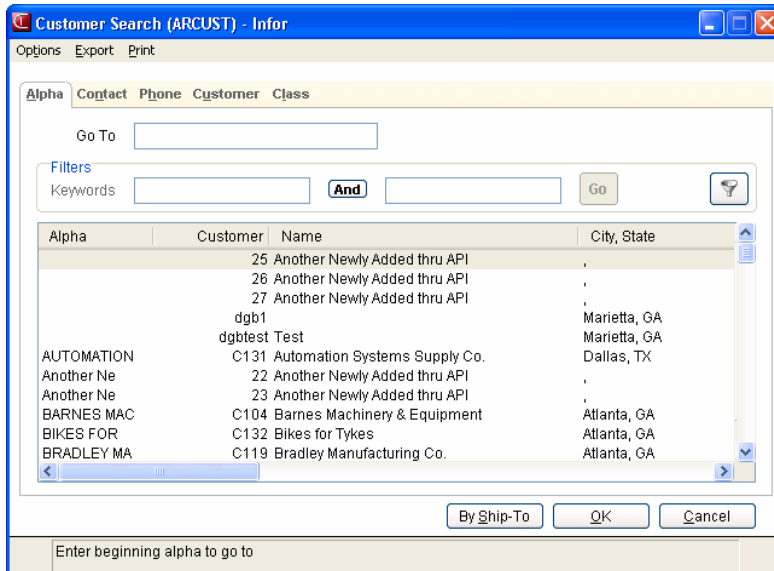 Customer Search (ARCUST) - Infor
Options Export Print
Alpha Contact Phone Customer Class
Go To
Filters
Keywords And Go
Alpha Customer Name City, State
25 Another Newly Added thru API ,
26 Another Newly Added thru API ,
27 Another Newly Added thru API ,
dgb1 Marietta, GA
dgbtest Test Marietta, GA
AUTOMATION C131 Automation Systems Supply Co. Dallas, TX
Another Ne 22 Another Newly Added thru API ,
Another Ne 23 Another Newly Added thru API ,
BARNES MAC C104 Barnes Machinery & Equipment Atlanta, GA
BIKES FOR C132 Bikes for Tykes Atlanta, GA
BRADLEY MA C119 Bradley Manufacturing Co. Atlanta, GA
By Ship-To OK Cancel
Enter beginning alpha to go to